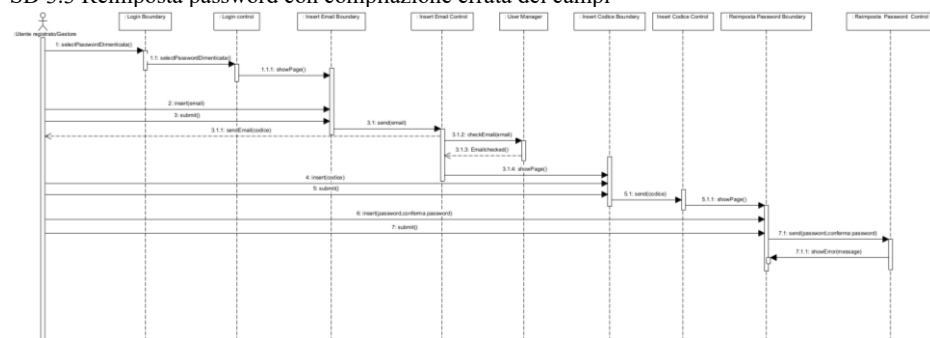 SD 3.3 Reimposta password con compilazione errata dei campi
: Login Boundary
: Login control
: Insert Email Boundary
: Insert Email Control
: User Manager
: Insert Codice Boundary
Insert Codice Control
: Reimposta Password Boundary
: Reimposta Password Control
:Utente registrato/Gestore
1: selectPasswordDimenticata()
1.1: selectPasswordDimenticata()
1.1.1: showPage()
2: insert(email)
3: submit()
3.1: send(email)
3.1.1: sendEmail(codice)
3.1.2: checkEmail(email)
3.1.3: Emailchecked()
3.1.4: showPage()
4: insert(codice)
5: submit()
5.1: send(codice)
5.1.1: showPage()
6: insert(password,conferma password)
7: submit()
7.1: send(password,conferma password)
7.1.1: showError(message)